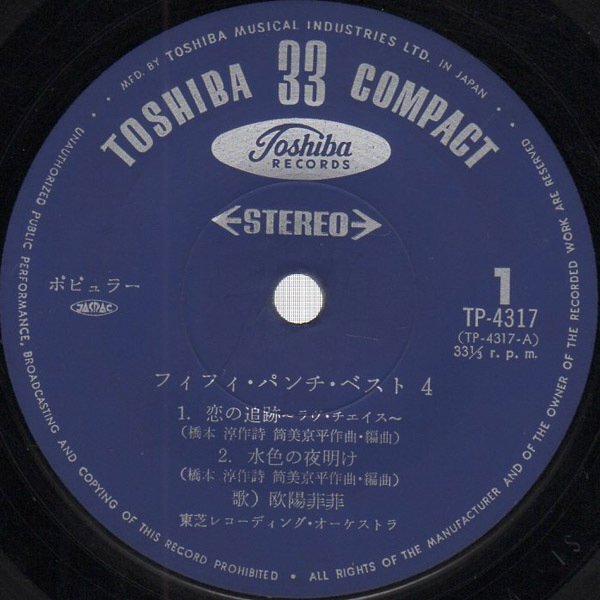 MFD. BY TOSHIBA MUSICAL INDUSTRIES LTD. IN JAPAN
TOSHIBA 33 COMPACT
Toshiba
RECORDS
STEREO
ポピュラー
JASRAC
1
TP-4317
(TP-4317-A)
33⅓ r.p.m.
フィフィ・パンチ・ベスト 4
1. 恋の追跡〜ラヴ・チェイス〜
(橋本 淳作詩 筒美京平作曲・編曲)
2. 水色の夜明け
(橋本 淳作詩 筒美京平作曲・編曲)
歌) 欧陽菲菲
東芝レコーディング・オーケストラ
UNAUTHORIZED PUBLIC PERFORMANCE, BROADCASTING AND COPYING OF THIS RECORD PROHIBITED • ALL RIGHTS OF THE MANUFACTURER AND OF THE OWNER OF THE RECORDED WORK ARE RESERVED
1S